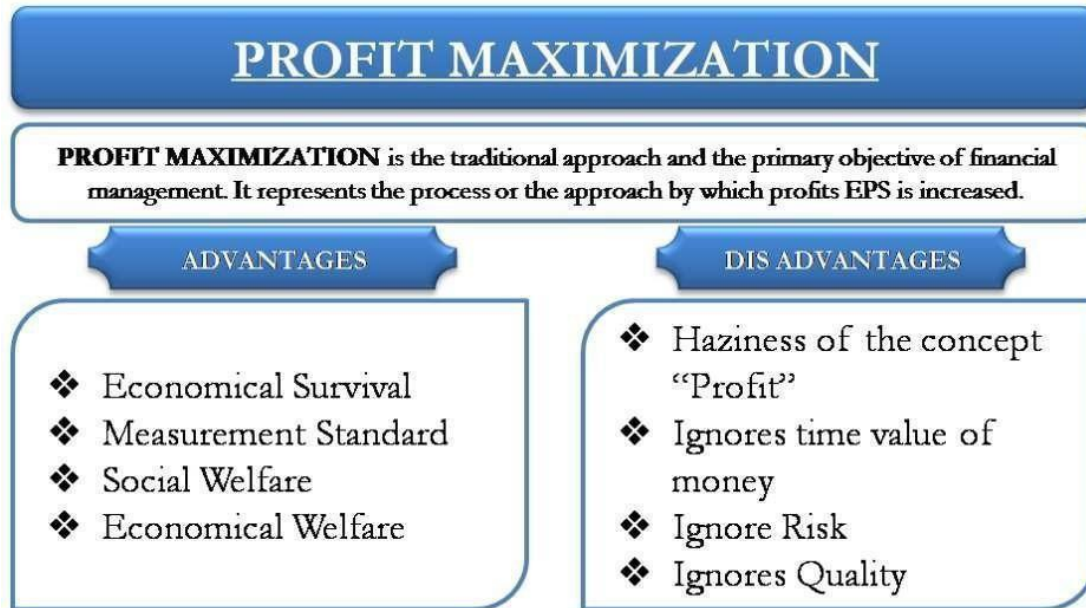 PROFIT MAXIMIZATION
PROFIT MAXIMIZATION is the traditional approach and the primary objective of financial
management. It represents the process or the approach by which profits EPS is increased.
ADVANTAGES
❖ Economical Survival
❖ Measurement Standard
❖ Social Welfare
❖ Economical Welfare
DIS ADVANTAGES
❖ Haziness of the concept
“Profit”
❖ Ignores time value of
money
❖ Ignore Risk
❖ Ignores Quality